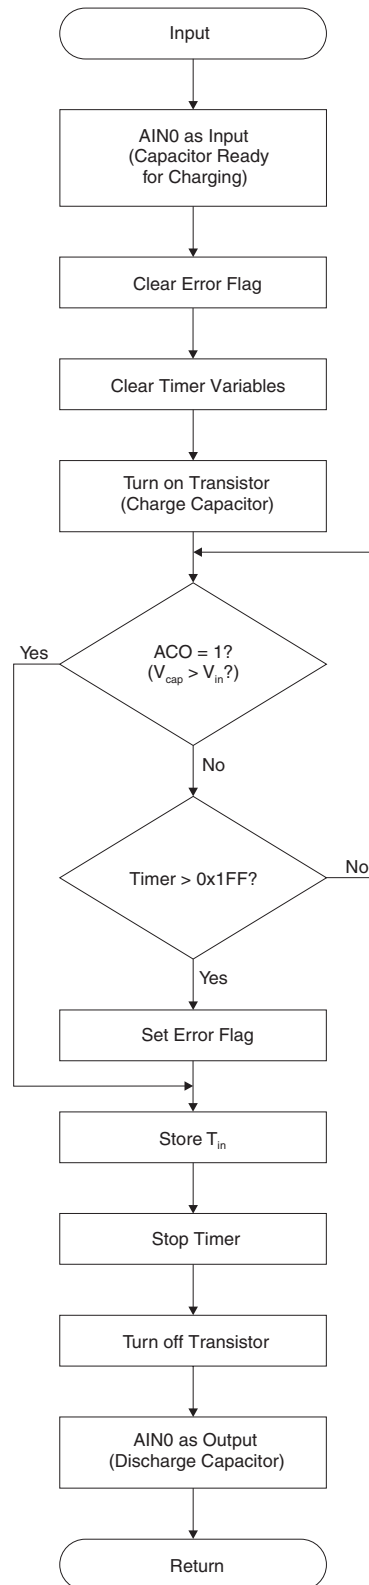 Input
AIN0 as Input
(Capacitor Ready
for Charging)
Clear Error Flag
Clear Timer Variables
Turn on Transistor
(Charge Capacitor)
Yes
ACO = 1?
(Vcap > Vin?)
No
Timer > 0x1FF?
No
Yes
Set Error Flag
Store Tin
Stop Timer
Turn off Transistor
AIN0 as Output
(Discharge Capacitor)
Return